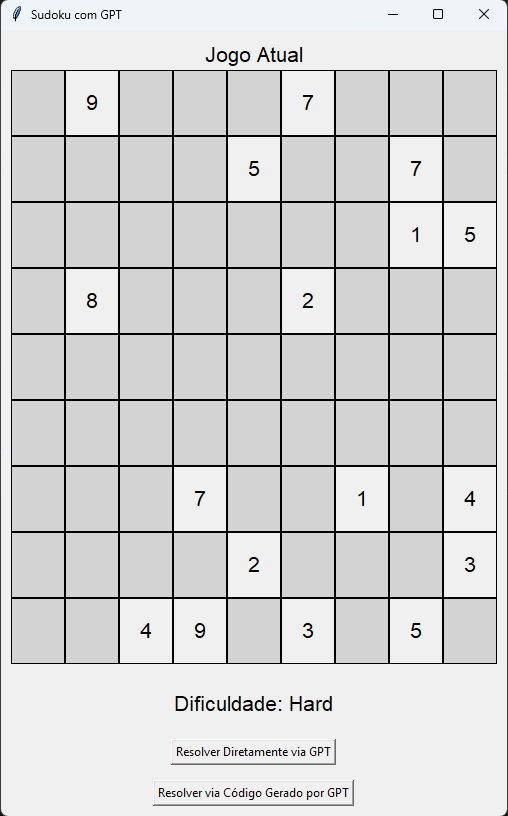 Sudoku com GPT
Jogo Atual
9 7
5 7
1 5
8 2
7 1 4
2 3
4 9 3 5
Dificuldade: Hard
Resolver Diretamente via GPT
Resolver via Código Gerado por GPT